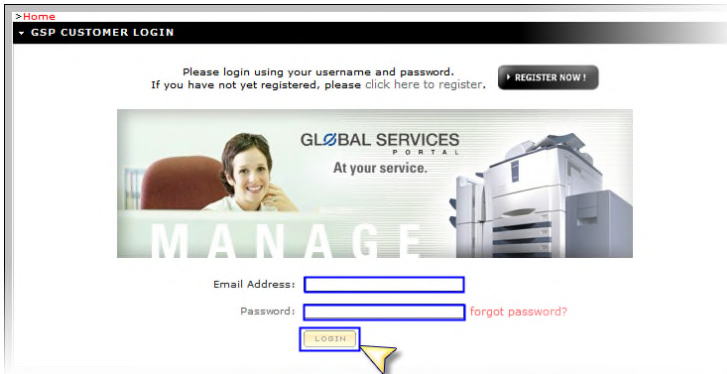 >Home
GSP CUSTOMER LOGIN
Please login using your username and password.
If you have not yet registered, please click here to register.
REGISTER NOW !
GLOBAL SERVICES
PORTAL
At your service.
MANAGE
Email Address:
Password:
forgot password?
LOGIN